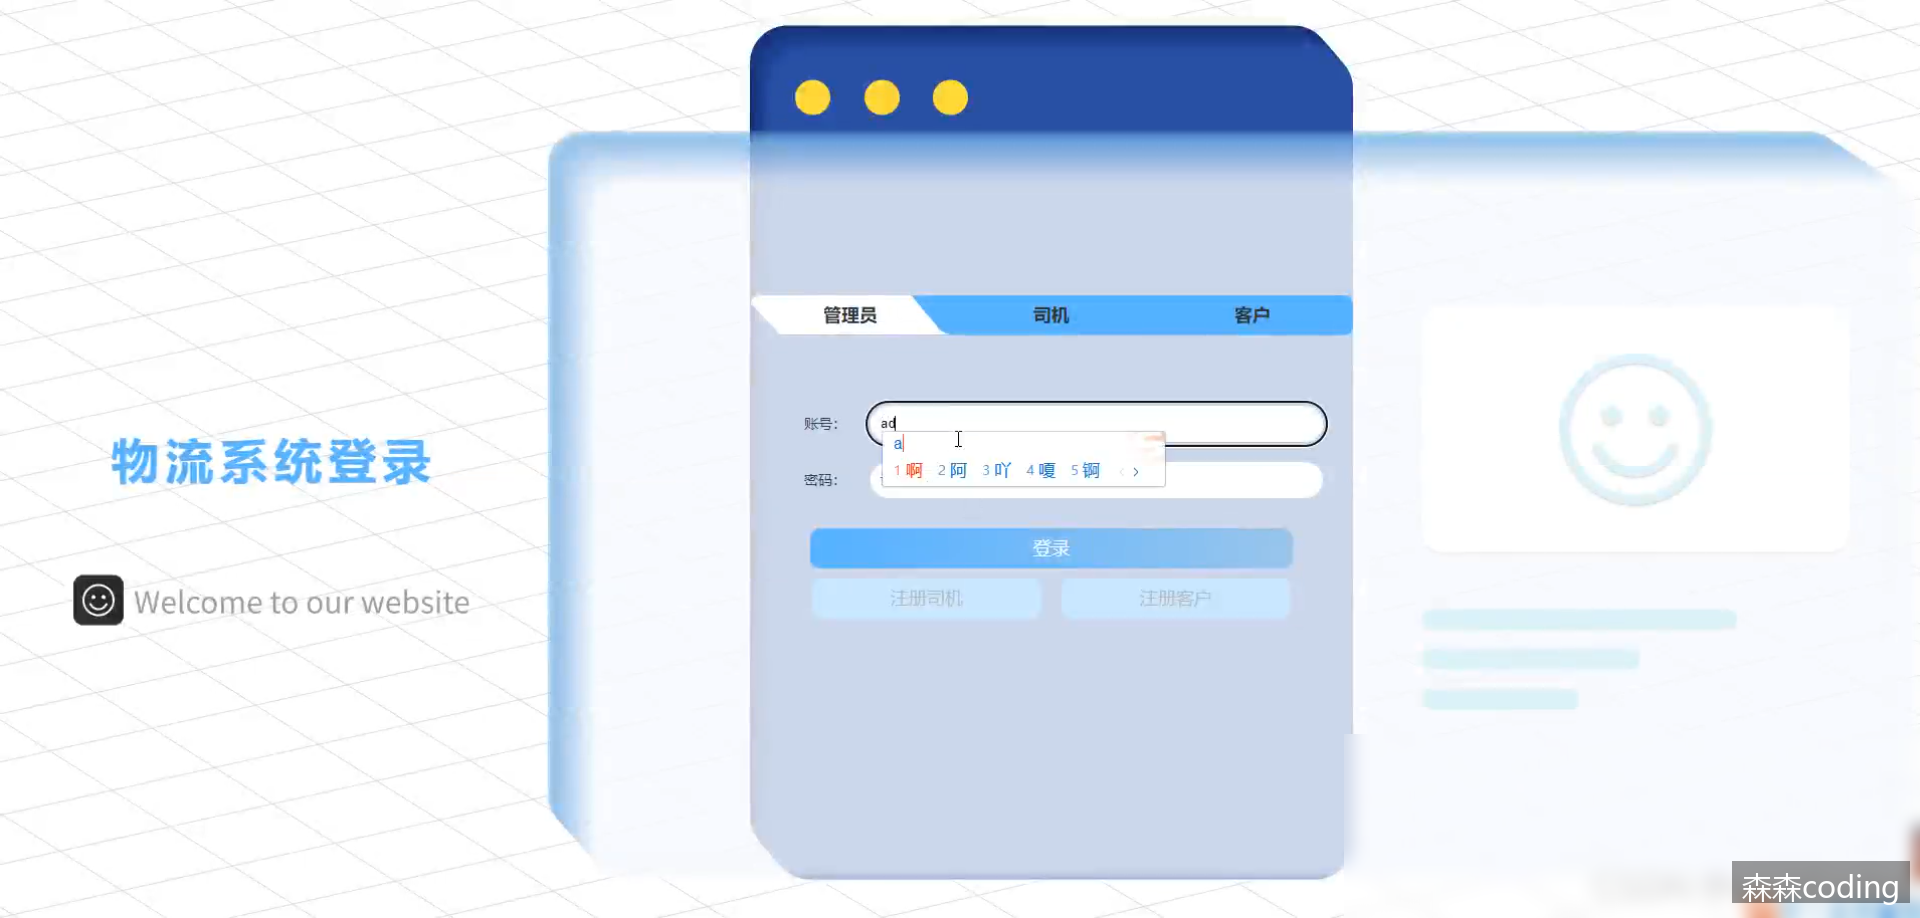 管理员 司机 客户
账号: ad
a
1 啊 2 阿 3 吖 4 嗄 5 锕
密码:
登录
注册司机 注册客户
物流系统登录
Welcome to our website
森森coding